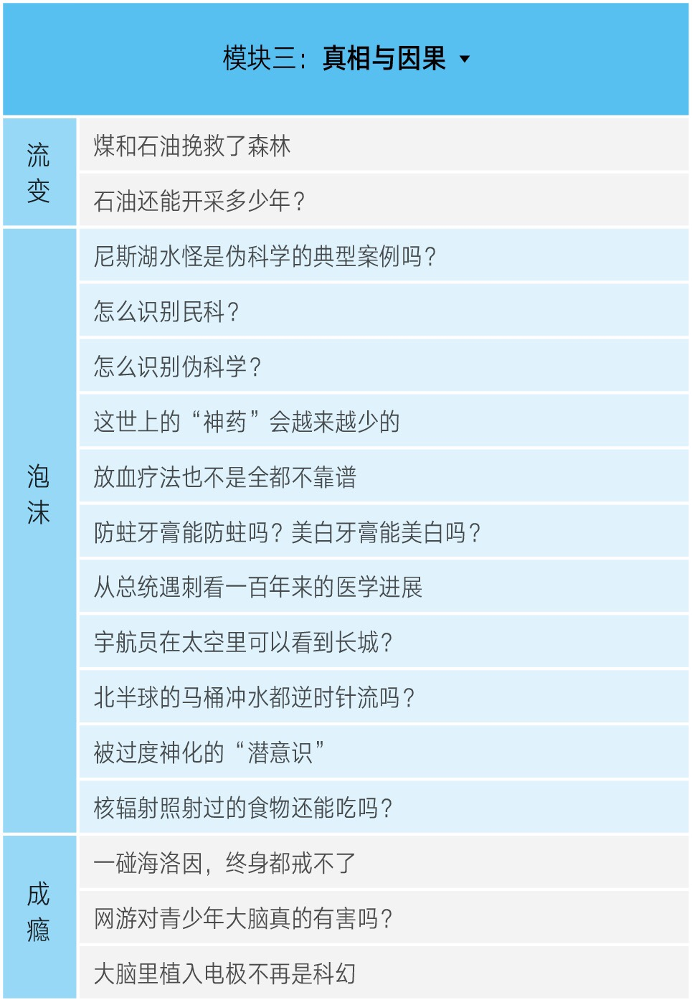 模块三：真相与因果 ▼
流变
煤和石油挽救了森林
石油还能开采多少年？
泡沫
尼斯湖水怪是伪科学的典型案例吗？
怎么识别民科？
怎么识别伪科学？
这世上的“神药”会越来越少的
放血疗法也不是全都不靠谱
防蛀牙膏能防蛀吗？美白牙膏能美白吗？
从总统遇刺看一百年来的医学进展
宇航员在太空里可以看到长城？
北半球的马桶冲水都逆时针流吗？
被过度神化的“潜意识”
核辐射照射过的食物还能吃吗？
成瘾
一碰海洛因，终身都戒不了
网游对青少年大脑真的有害吗？
大脑里植入电极不再是科幻